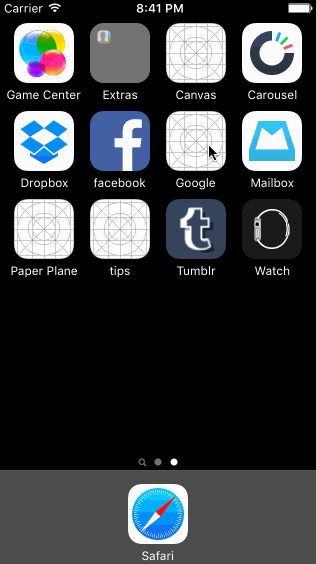 Carrier 8:41 PM
Game Center Extras Canvas Carousel
Dropbox facebook Google Mailbox
Paper Plane tips Tumblr Watch
Safari